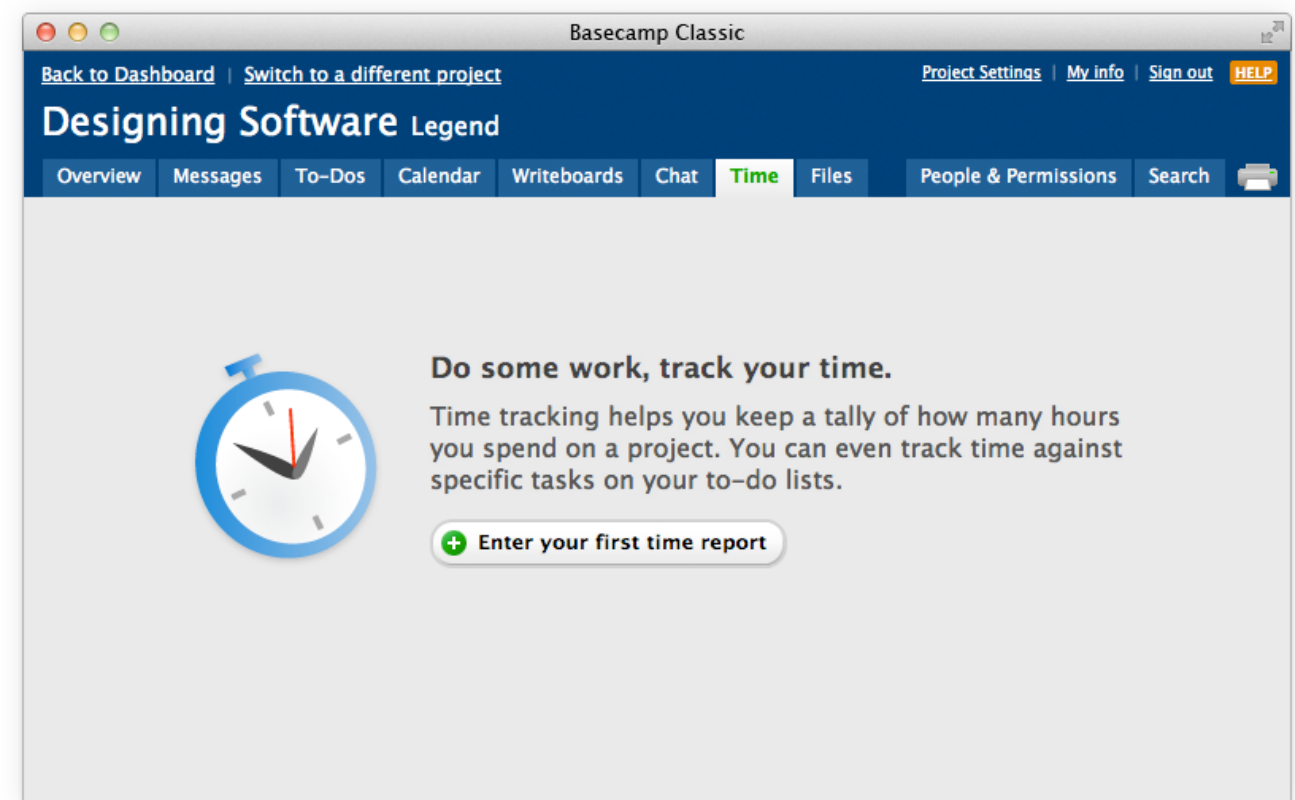 Basecamp Classic
Back to Dashboard | Switch to a different project
Project Settings | My info | Sign out HELP
Designing Software Legend
Overview Messages To-Dos Calendar Writeboards Chat Time Files People & Permissions Search
Do some work, track your time.
Time tracking helps you keep a tally of how many hours
you spend on a project. You can even track time against
specific tasks on your to-do lists.
Enter your first time report